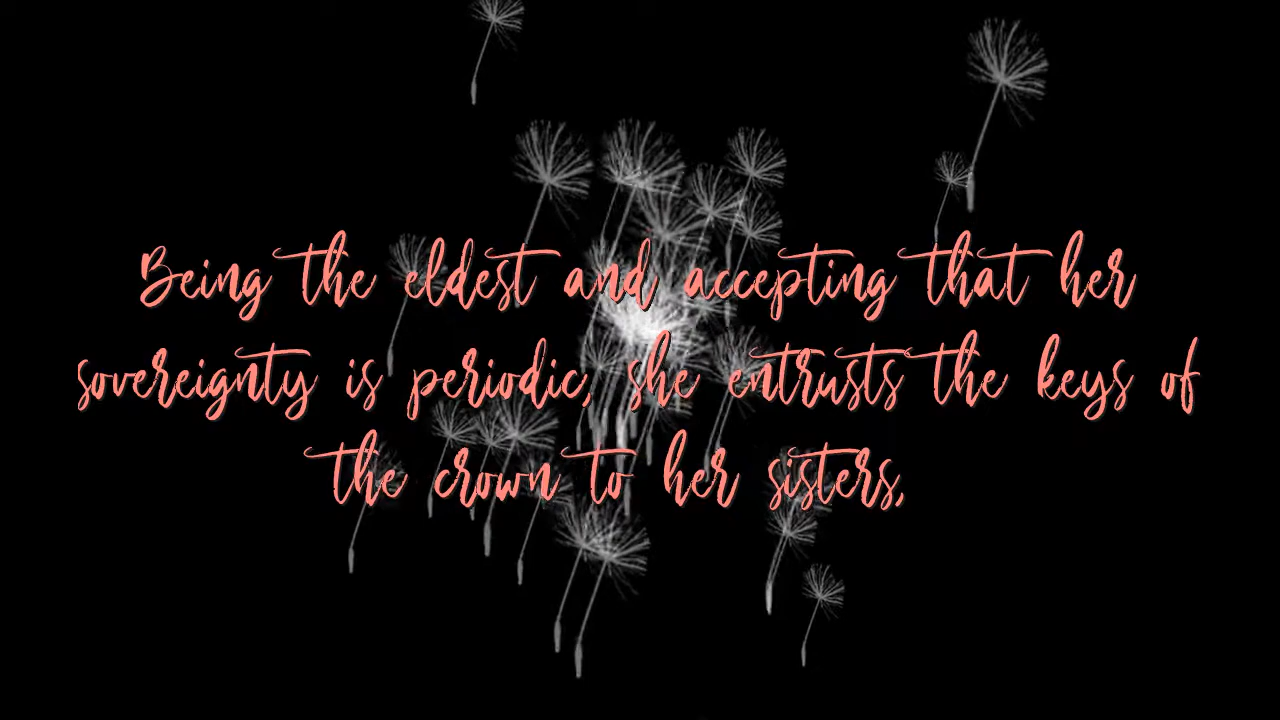 Being the eldest and accepting that her
sovereignty is periodic, she entrusts the keys of
the crown to her sisters,